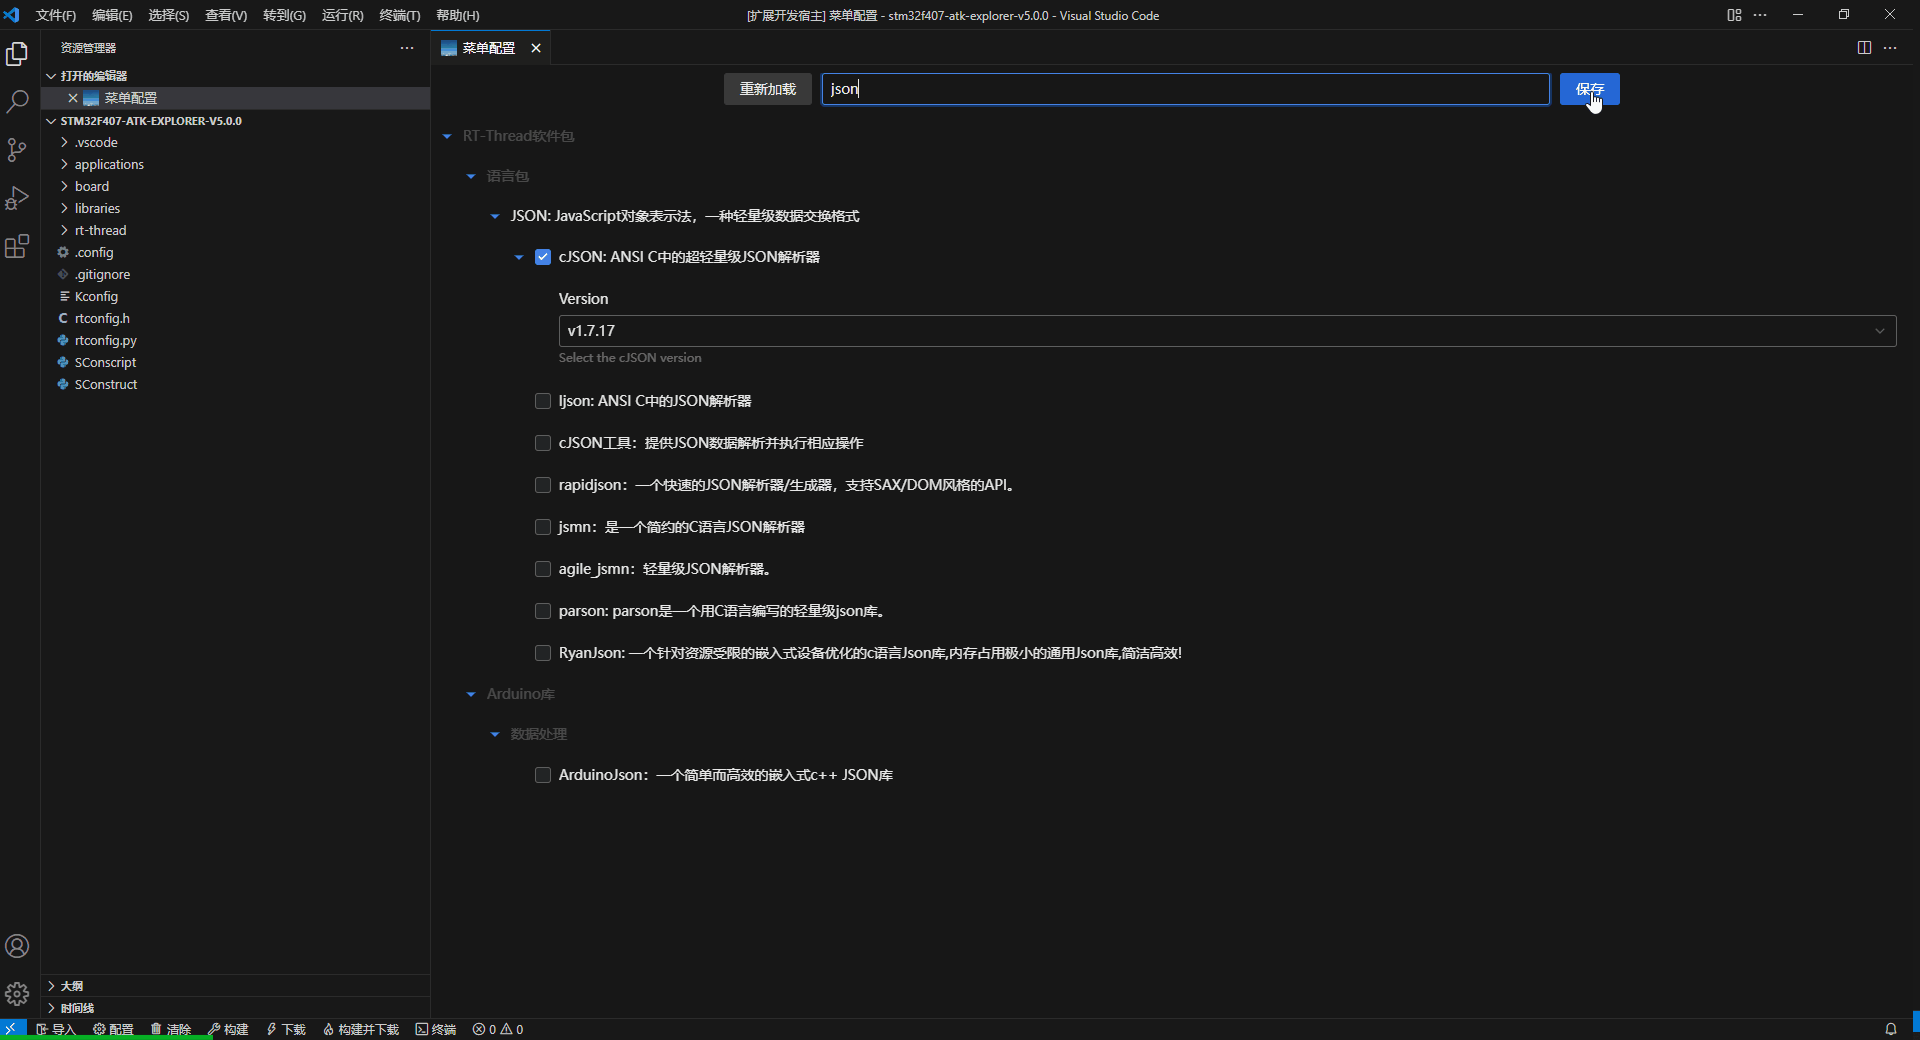 文件(F) 编辑(E) 选择(S) 查看(V) 转到(G) 运行(R) 终端(T) 帮助(H)
[扩展开发宿主] 菜单配置 - stm32f407-atk-explorer-v5.0.0 - Visual Studio Code
资源管理器
打开的编辑器
菜单配置
STM32F407-ATK-EXPLORER-V5.0.0
.vscode
applications
board
libraries
rt-thread
.config
.gitignore
Kconfig
C rtconfig.h
rtconfig.py
SConscript
SConstruct
大纲
时间线
菜单配置
重新加载
json
保存
RT-Thread软件包
语言包
JSON: JavaScript对象表示法，一种轻量级数据交换格式
cJSON: ANSI C中的超轻量级JSON解析器
Version
v1.7.17
Select the cJSON version
ljson: ANSI C中的JSON解析器
cJSON工具：提供JSON数据解析并执行相应操作
rapidjson：一个快速的JSON解析器/生成器，支持SAX/DOM风格的API。
jsmn：是一个简约的C语言JSON解析器
agile_jsmn：轻量级JSON解析器。
parson: parson是一个用C语言编写的轻量级json库。
RyanJson: 一个针对资源受限的嵌入式设备优化的c语言Json库,内存占用极小的通用Json库,简洁高效!
Arduino库
数据处理
ArduinoJson：一个简单而高效的嵌入式c++ JSON库
导入 配置 清除 构建 下载 构建并下载 终端 0 0